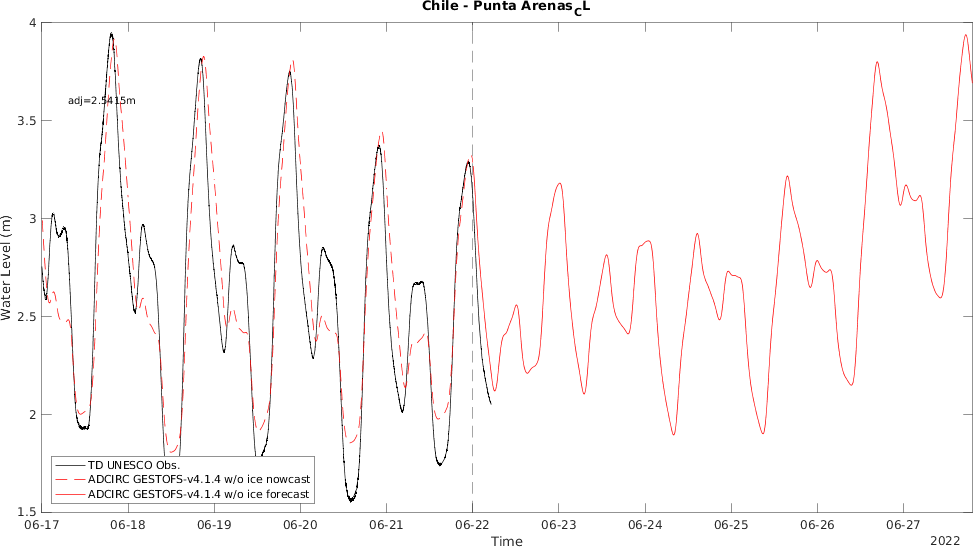 Chile - Punta Arenas_CL
4
adj=2.5415m
3.5
3
Water Level (m)
2.5
2
TD UNESCO Obs.
ADCIRC GESTOFS-v4.1.4 w/o ice nowcast
ADCIRC GESTOFS-v4.1.4 w/o ice forecast
1.5
06-17 06-18 06-19 06-20 06-21 06-22 06-23 06-24 06-25 06-26 06-27
Time
2022